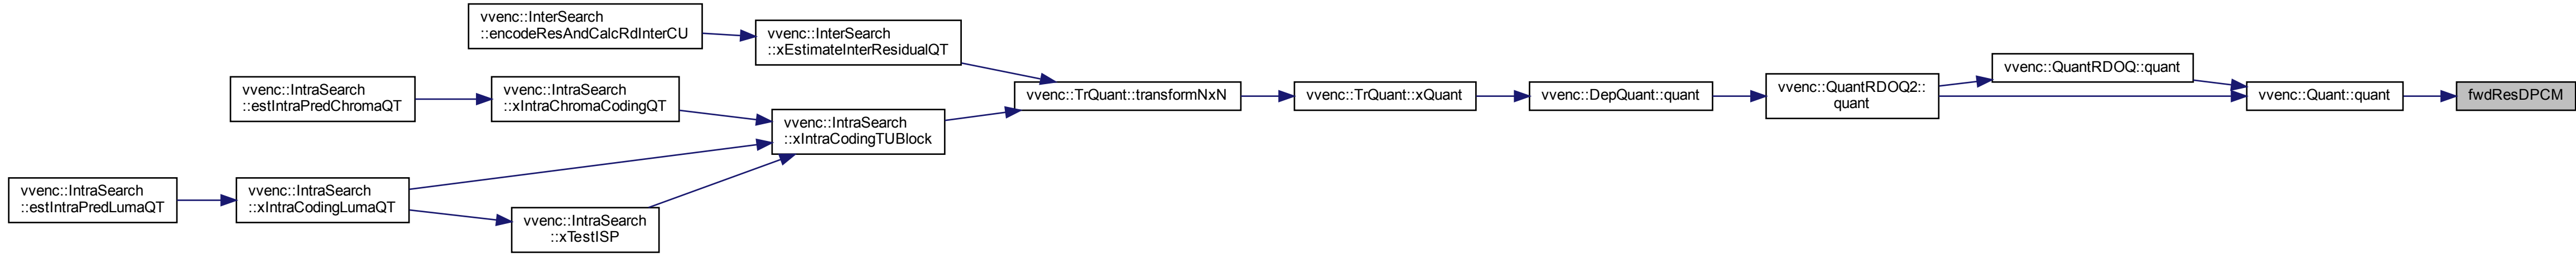 vvenc::InterSearch
::encodeResAndCalcRdInterCU
vvenc::InterSearch
::xEstimateInterResidualQT
vvenc::IntraSearch
::estIntraPredChromaQT
vvenc::IntraSearch
::xIntraChromaCodingQT
vvenc::IntraSearch
::xIntraCodingTUBlock
vvenc::TrQuant::transformNxN
vvenc::TrQuant::xQuant
vvenc::DepQuant::quant
vvenc::QuantRDOQ2::
quant
vvenc::QuantRDOQ::quant
vvenc::Quant::quant
fwdResDPCM
vvenc::IntraSearch
::estIntraPredLumaQT
vvenc::IntraSearch
::xIntraCodingLumaQT
vvenc::IntraSearch
::xTestISP